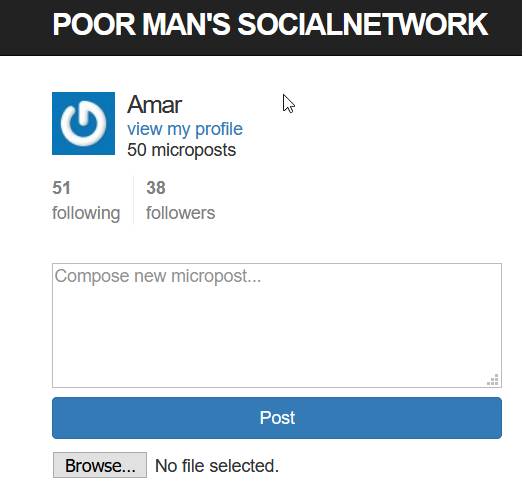 POOR MAN'S SOCIALNETWORK
Amar
view my profile
50 microposts
51 38
following followers
Compose new micropost...
Post
Browse... No file selected.